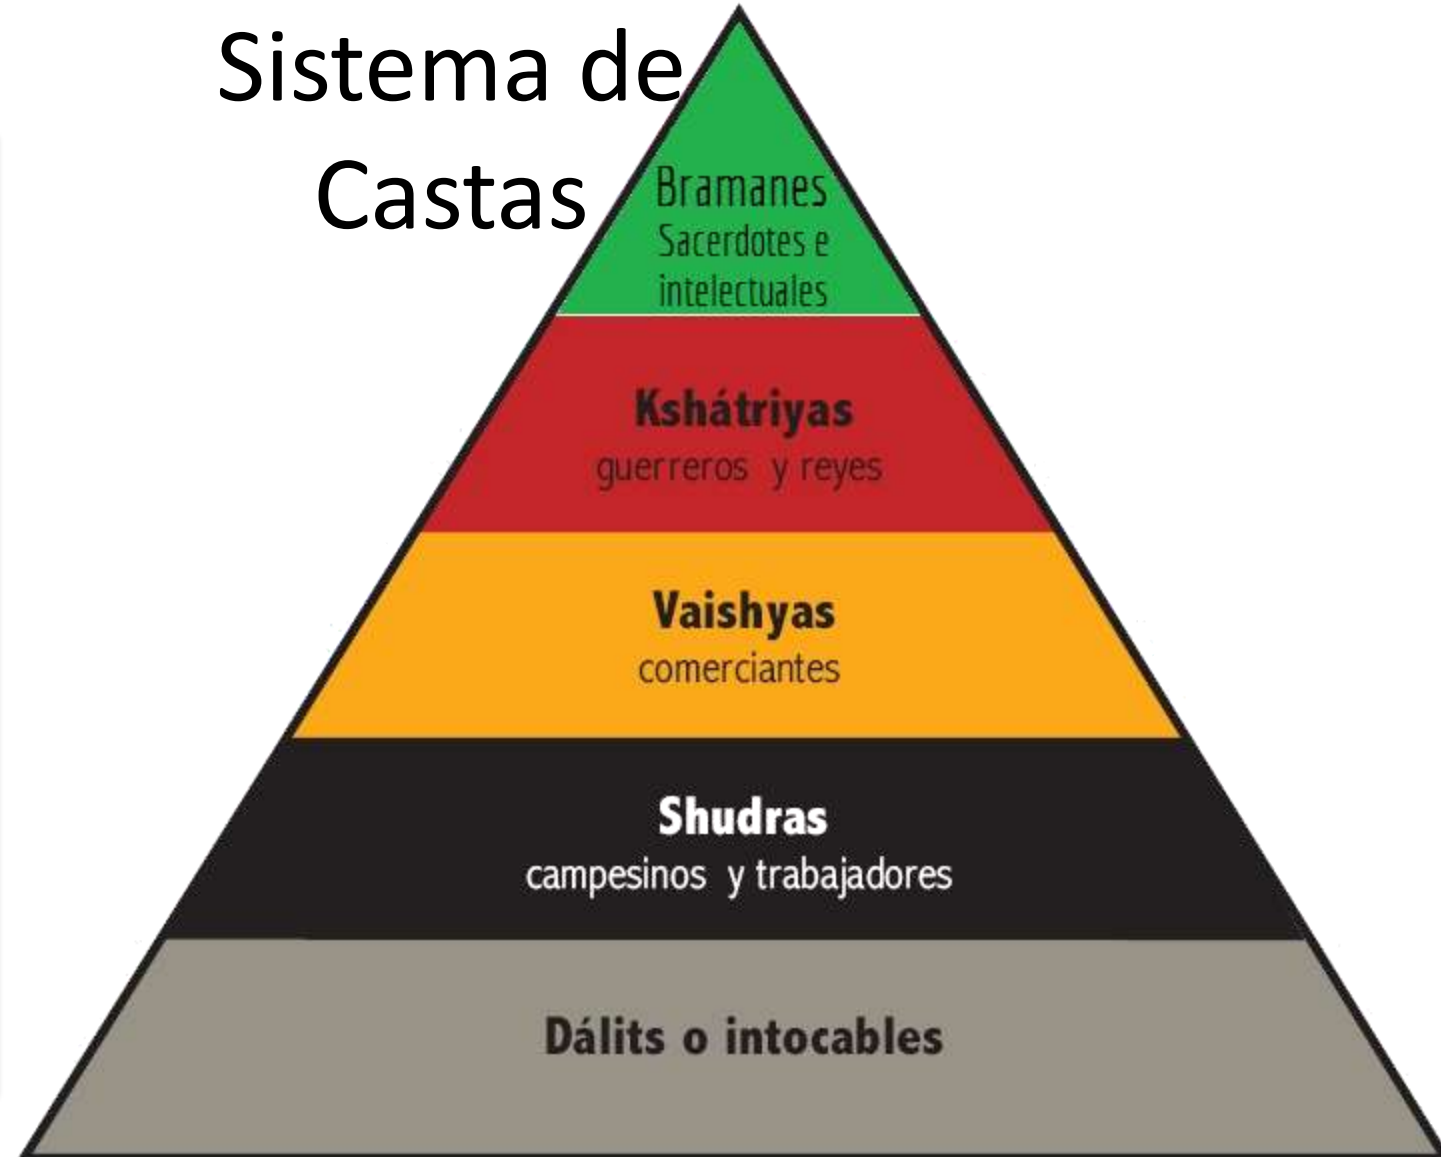 Sistema de
Castas
Bramanes
Sacerdotes e
intelectuales
Kshátriyas
guerreros y reyes
Vaishyas
comerciantes
Shudras
campesinos y trabajadores
Dálits o intocables